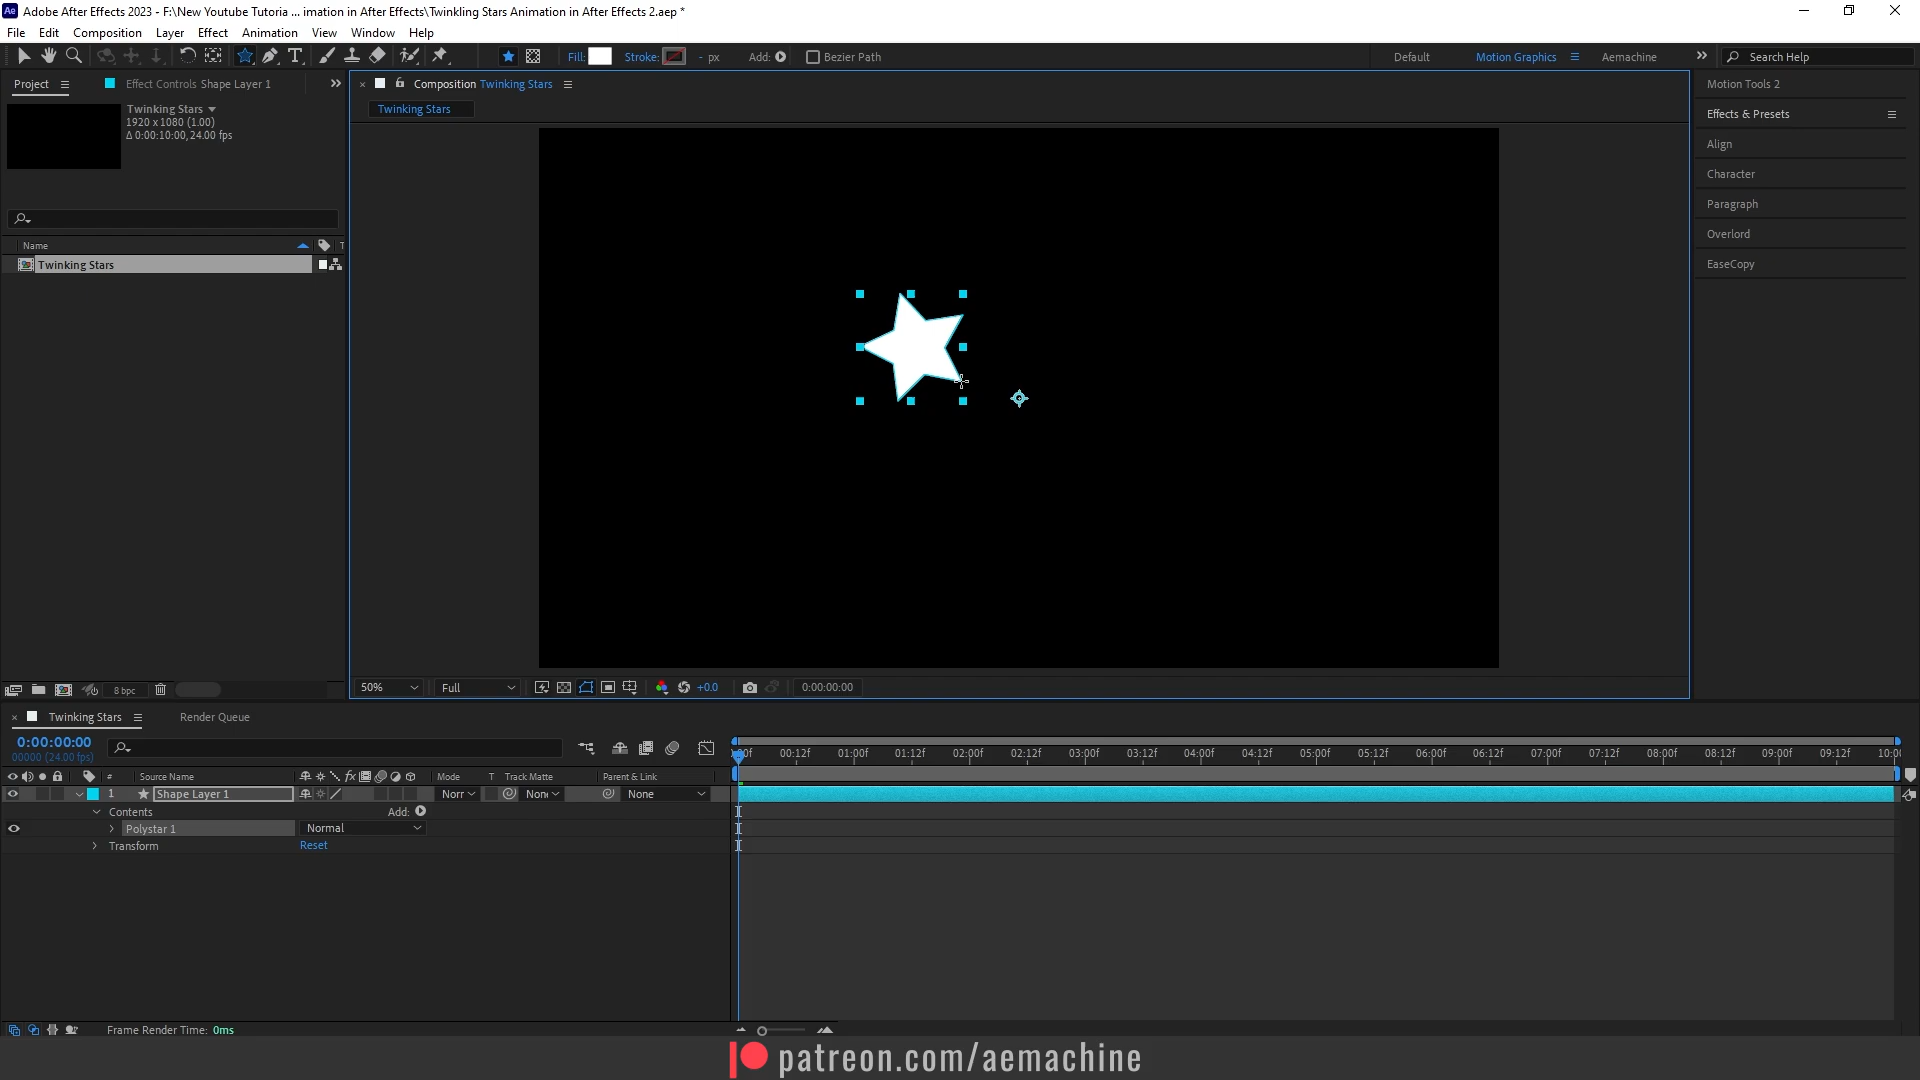 Ae Adobe After Effects 2023 - F:\New Youtube Tutoria ... imation in After Effects\Twinkling Stars Animation in After Effects 2.aep *
File Edit Composition Layer Effect Animation View Window Help
Fill: Stroke: - px Add: Bezier Path Default Motion Graphics Aemachine Search Help
Project Effect Controls Shape Layer 1
Composition Twinking Stars
Twinking Stars
Twinking Stars
1920 x 1080 (1.00)
Δ 0:00:10:00, 24.00 fps
Name
Twinking Stars
8 bpc
Motion Tools 2
Effects & Presets
Align
Character
Paragraph
Overlord
EaseCopy
50% Full +0.0 0:00:00:00
Twinking Stars Render Queue
0:00:00:00
00000 (24.00 fps)
:00f 00:12f 01:00f 01:12f 02:00f 02:12f 03:00f 03:12f 04:00f 04:12f 05:00f 05:12f 06:00f 06:12f 07:00f 07:12f 08:00f 08:12f 09:00f 09:12f 10:00
# Source Name fx Mode T Track Matte Parent & Link
1 Shape Layer 1 Norr None None
Contents Add:
Polystar 1 Normal
Transform Reset
Frame Render Time: 0ms
patreon.com/aemachine